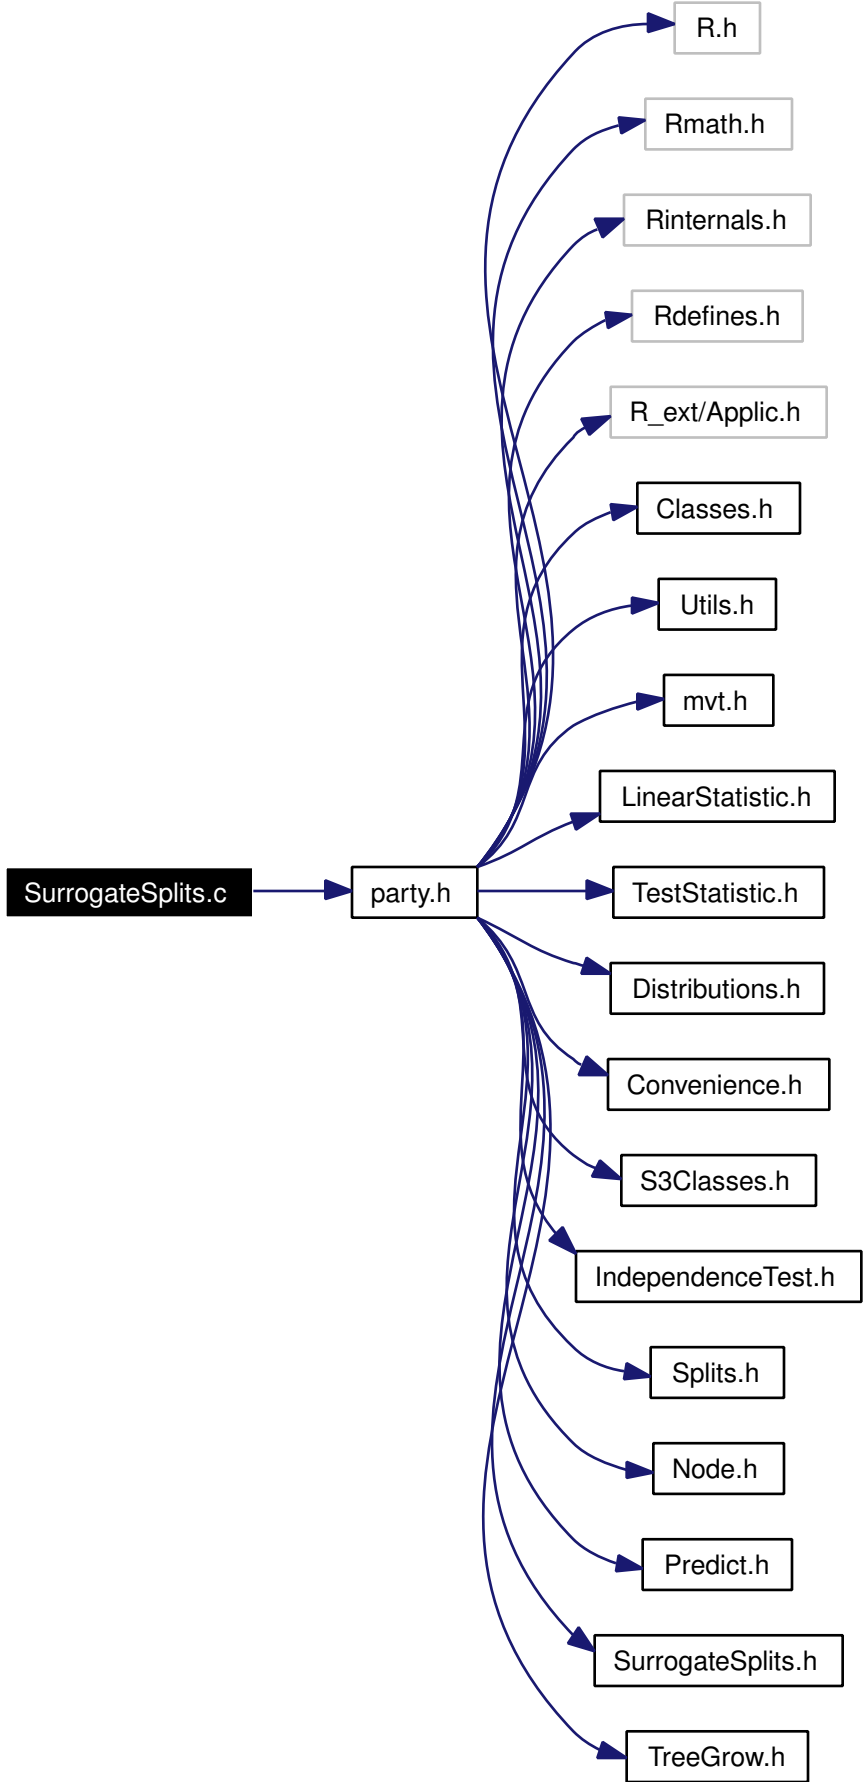 R.h
Rmath.h
Rinternals.h
Rdefines.h
R_ext/Applic.h
Classes.h
Utils.h
mvt.h
LinearStatistic.h
SurrogateSplits.c
party.h
TestStatistic.h
Distributions.h
Convenience.h
S3Classes.h
IndependenceTest.h
Splits.h
Node.h
Predict.h
SurrogateSplits.h
TreeGrow.h